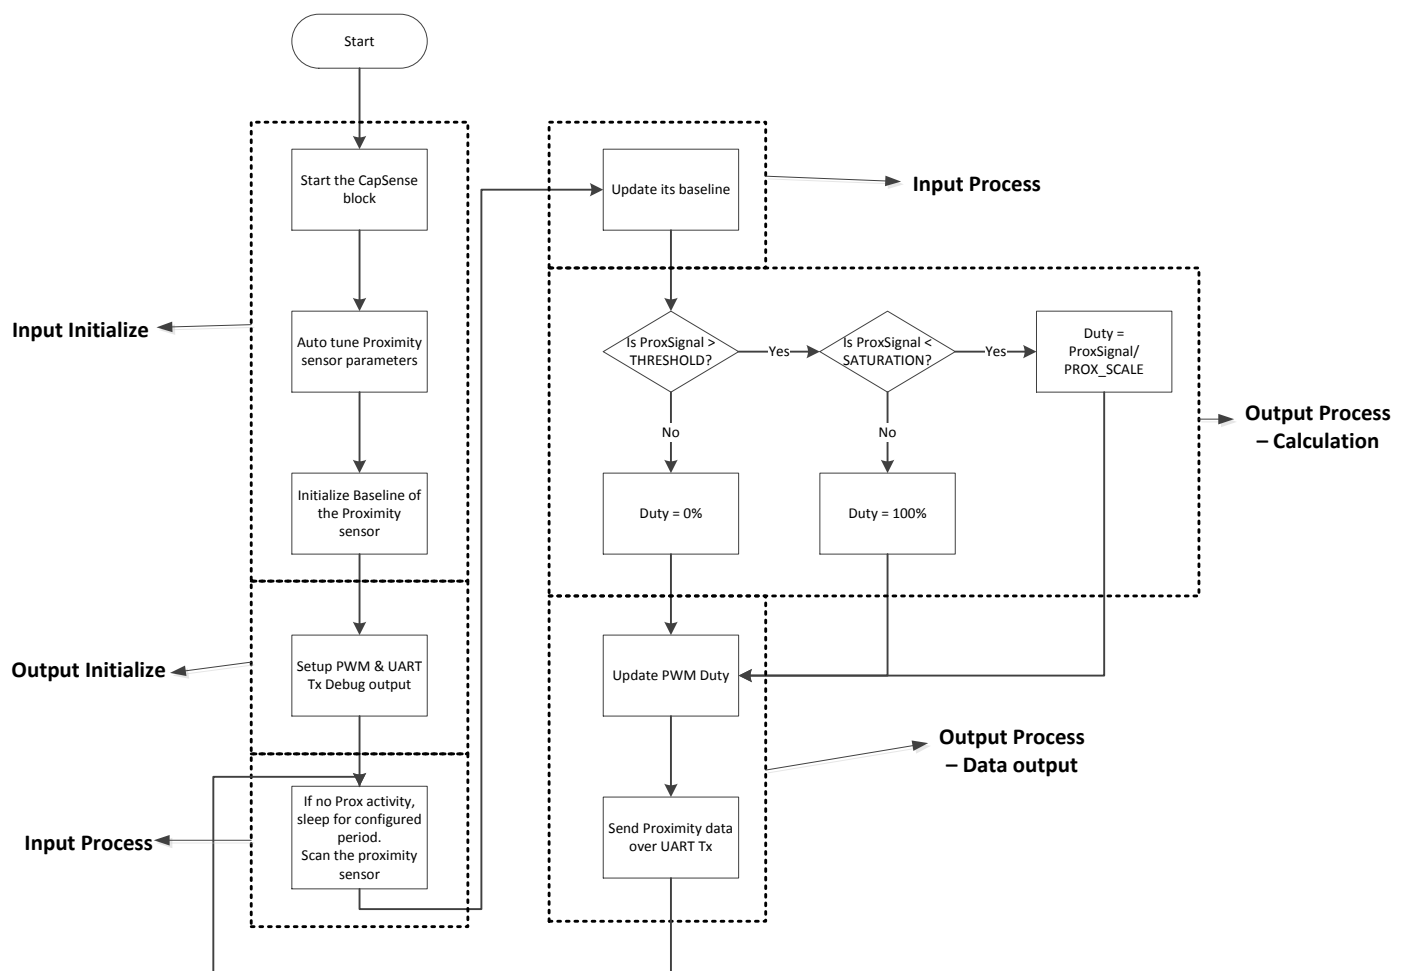 Start
Start the CapSense
block
Auto tune Proximity
sensor parameters
Initialize Baseline of
the Proximity
sensor
Input Initialize
Setup PWM & UART
Tx Debug output
Output Initialize
If no Prox activity,
sleep for configured
period.
Scan the proximity
sensor
Input Process
Update its baseline
Input Process
Is ProxSignal >
THRESHOLD?
Yes
Is ProxSignal <
SATURATION?
Yes
Duty =
ProxSignal/
PROX_SCALE
No
No
Duty = 0%
Duty = 100%
Output Process
– Calculation
Update PWM Duty
Send Proximity data
over UART Tx
Output Process
– Data output